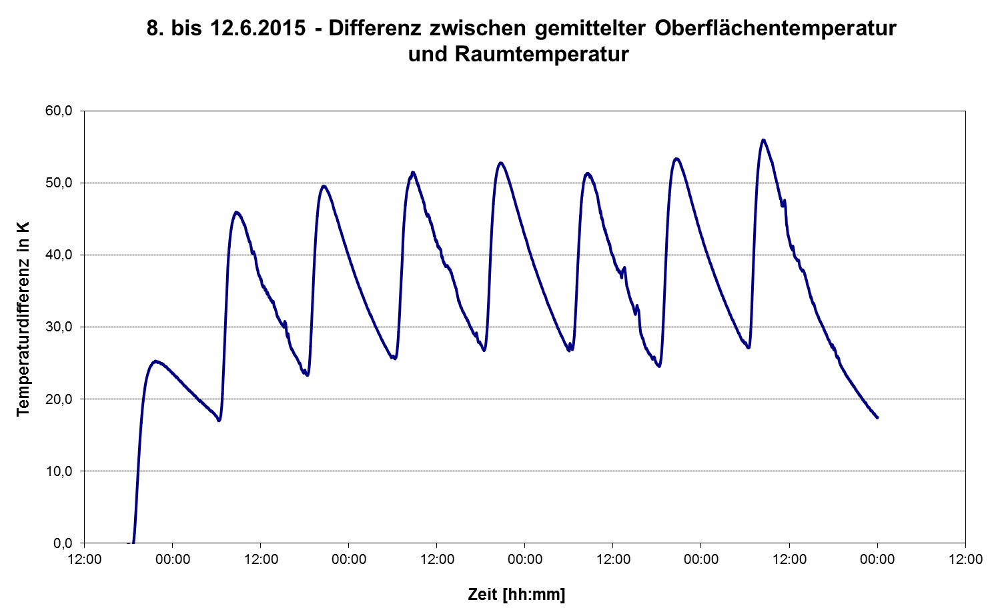 8. bis 12.6.2015 - Differenz zwischen gemittelter Oberflächentemperatur
und Raumtemperatur
Temperaturdifferenz in K
60,0
50,0
40,0
30,0
20,0
10,0
0,0
12:00 00:00 12:00 00:00 12:00 00:00 12:00 00:00 12:00 00:00 12:00
Zeit [hh:mm]